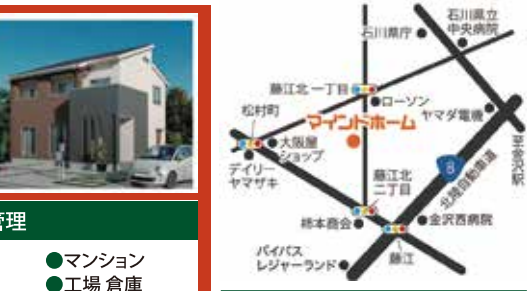 管理
●マンション
●工場 倉庫
石川県庁
石川県立
中央病院
藤江北一丁目
ローソン
ヤマダ電機
松村町
マインドホーム
大阪屋
ショップ
デイリー
ヤマザキ
藤江北
二丁目
8
北陸自動車道
至金沢駅
柿本商会
金沢西病院
藤江
バイパス
レジャーランド